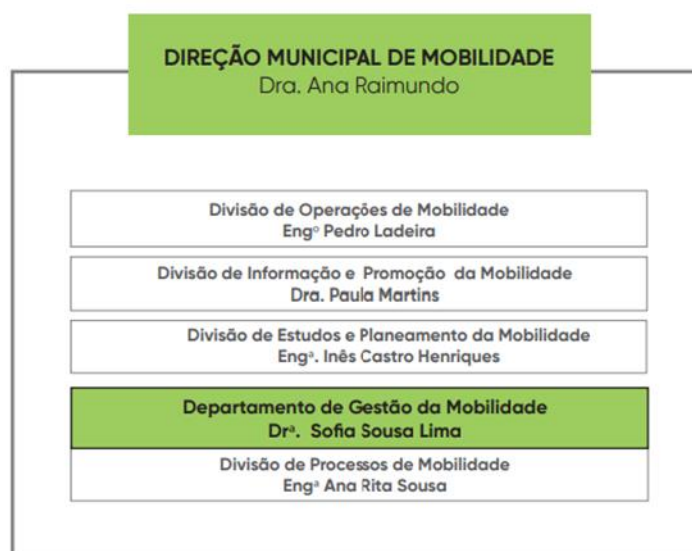 DIREÇÃO MUNICIPAL DE MOBILIDADE
Dra. Ana Raimundo
Divisão de Operações de Mobilidade
Engº Pedro Ladeira
Divisão de Informação e Promoção da Mobilidade
Dra. Paula Martins
Divisão de Estudos e Planeamento da Mobilidade
Engª. Inês Castro Henriques
Departamento de Gestão da Mobilidade
Drª. Sofia Sousa Lima
Divisão de Processos de Mobilidade
Engª Ana Rita Sousa